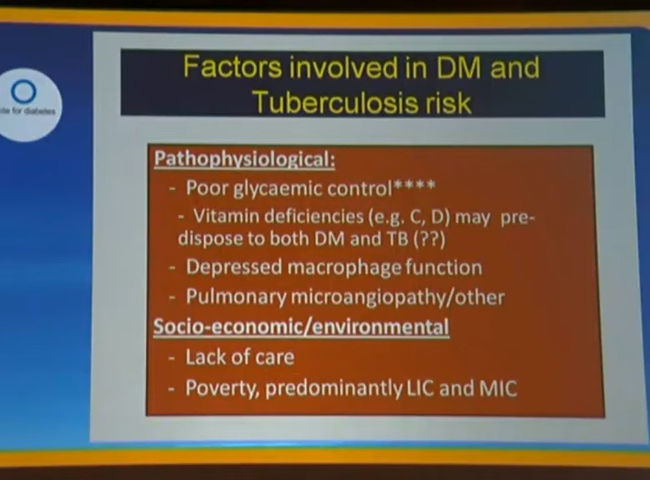 Factors involved in DM and
Tuberculosis risk
for diabetes
Pathophysiological:
- Poor glycaemic control****
- Vitamin deficiencies (e.g. C, D) may pre-
dispose to both DM and TB (??)
- Depressed macrophage function
- Pulmonary microangiopathy/other
Socio-economic/environmental
- Lack of care
- Poverty, predominantly LIC and MIC